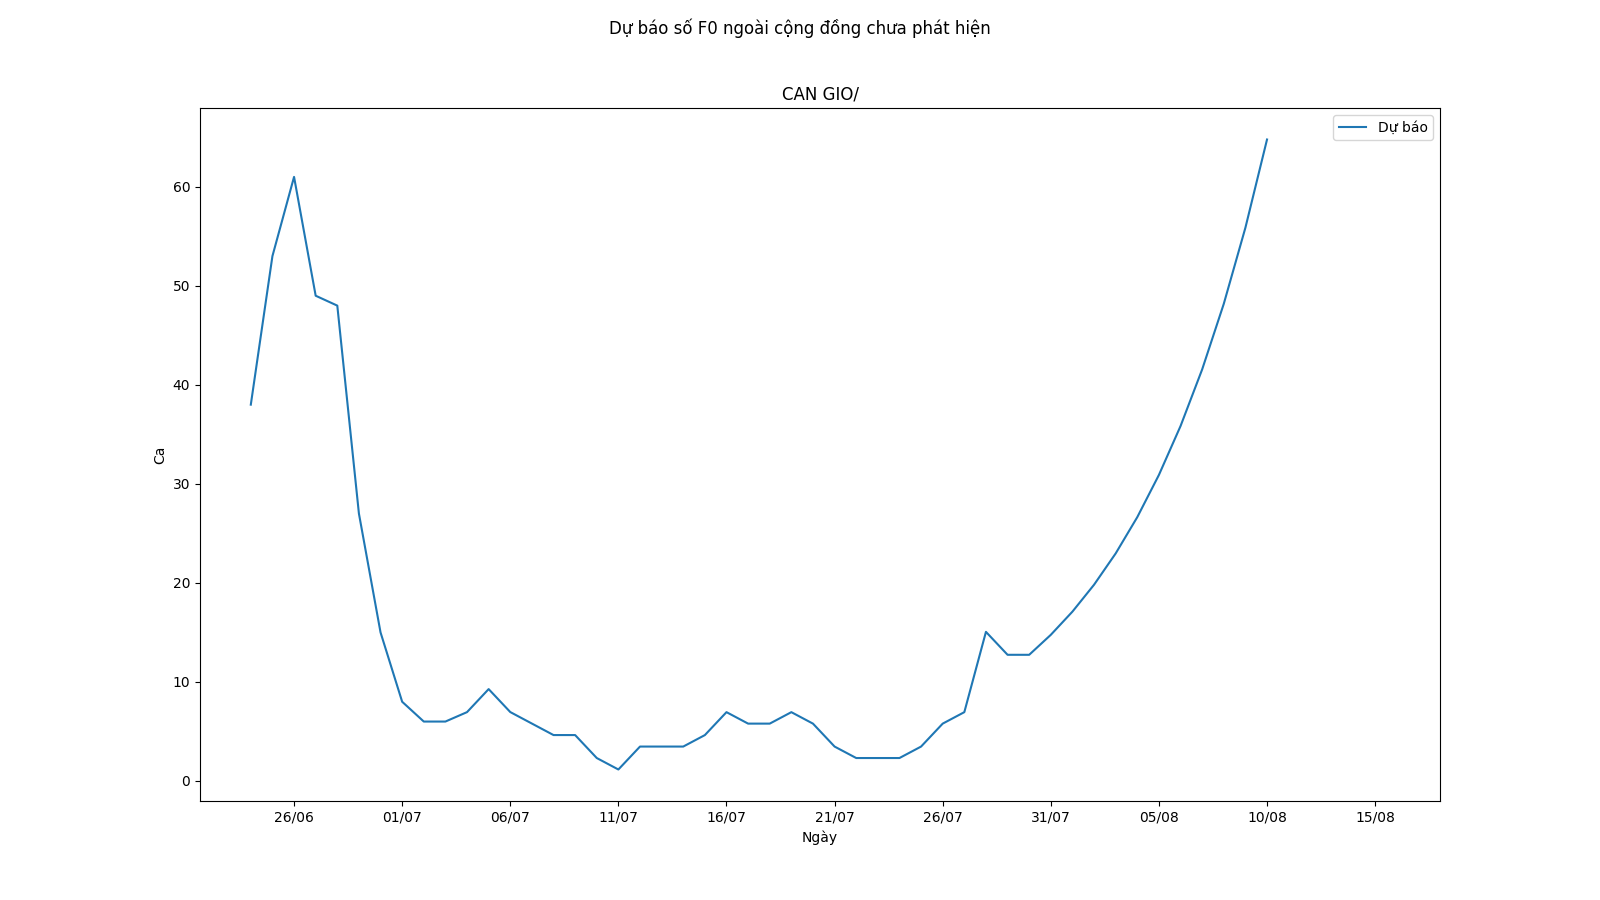 Dự báo số F0 ngoài cộng đồng chưa phát hiện
CAN GIO/
Dự báo
60
50
40
30
20
10
0
Ca
26/06 01/07 06/07 11/07 16/07 21/07 26/07 31/07 05/08 10/08 15/08
Ngày